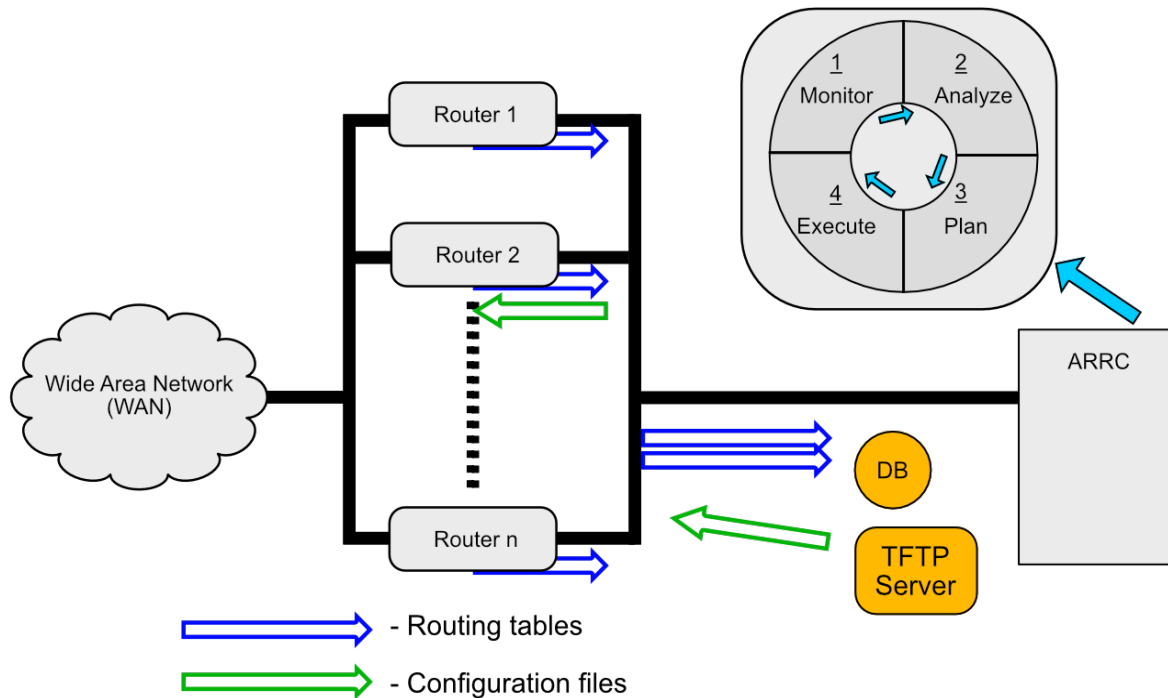 Router 1
1
Monitor
2
Analyze
4
Execute
3
Plan
Router 2
Wide Area Network
(WAN)
ARRC
DB
Router n
TFTP
Server
- Routing tables
- Configuration files